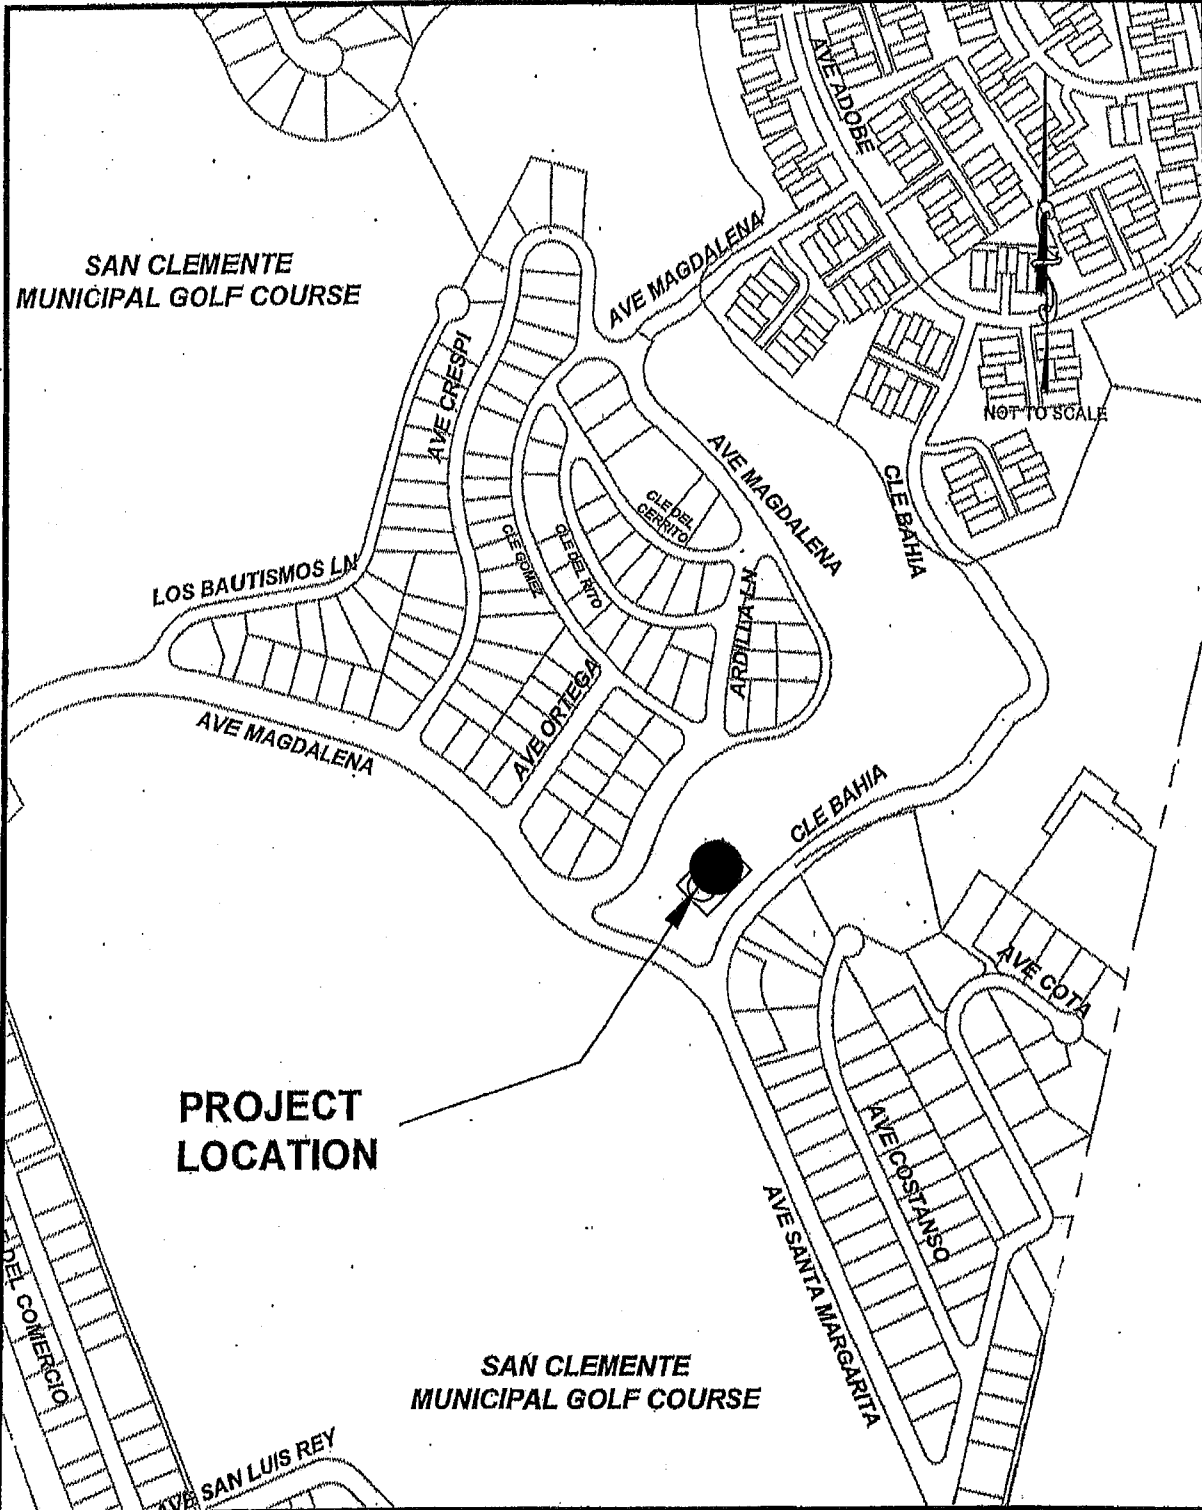 AVE ADOBE
SAN CLEMENTE
MUNICIPAL GOLF COURSE
AVE MAGDALENA
AVE CRESPI
NOT TO SCALE
AVE MAGDALENA
CLE BAHIA
CLE DEL
CERRITO
CLE GOMEZ
CLE DEL RITO
LOS BAUTISMOS LN
ARDILLA LN
AVE ORTEGA
AVE MAGDALENA
CLE BAHIA
AVE COTA
PROJECT
LOCATION
AVE COSTANSO
AVE SANTA MARGARITA
DEL COMERCIO
SAN CLEMENTE
MUNICIPAL GOLF COURSE
AVE SAN LUIS REY